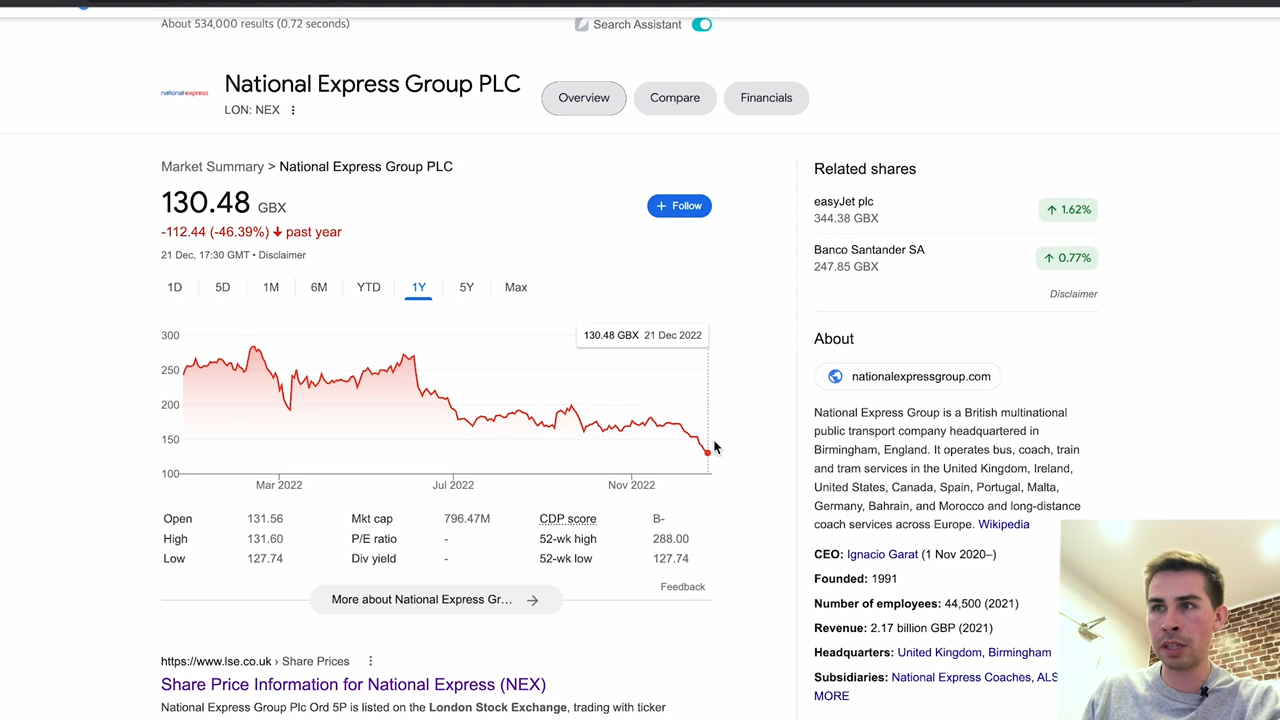 About 534,000 results (0.72 seconds)
Search Assistant
nationalexpress
National Express Group PLC
LON: NEX
Overview
Compare
Financials
Market Summary > National Express Group PLC
130.48 GBX
-112.44 (-46.39%) ↓ past year
21 Dec, 17:30 GMT • Disclaimer
+ Follow
1D 5D 1M 6M YTD 1Y 5Y Max
130.48 GBX 21 Dec 2022
300
250
200
150
100
Mar 2022 Jul 2022 Nov 2022
Open 131.56 Mkt cap 796.47M CDP score B-
High 131.60 P/E ratio - 52-wk high 288.00
Low 127.74 Div yield - 52-wk low 127.74
Feedback
More about National Express Gr... →
https://www.lse.co.uk › Share Prices
Share Price Information for National Express (NEX)
National Express Group Plc Ord 5P is listed on the London Stock Exchange, trading with ticker
Related shares
easyJet plc
344.38 GBX
↑ 1.62%
Banco Santander SA
247.85 GBX
↑ 0.77%
Disclaimer
About
nationalexpressgroup.com
National Express Group is a British multinational
public transport company headquartered in
Birmingham, England. It operates bus, coach, train
and tram services in the United Kingdom, Ireland,
United States, Canada, Spain, Portugal, Malta,
Germany, Bahrain, and Morocco and long-distance
coach services across Europe. Wikipedia
CEO: Ignacio Garat (1 Nov 2020–)
Founded: 1991
Number of employees: 44,500 (2021)
Revenue: 2.17 billion GBP (2021)
Headquarters: United Kingdom, Birmingham
Subsidiaries: National Express Coaches, ALS
MORE